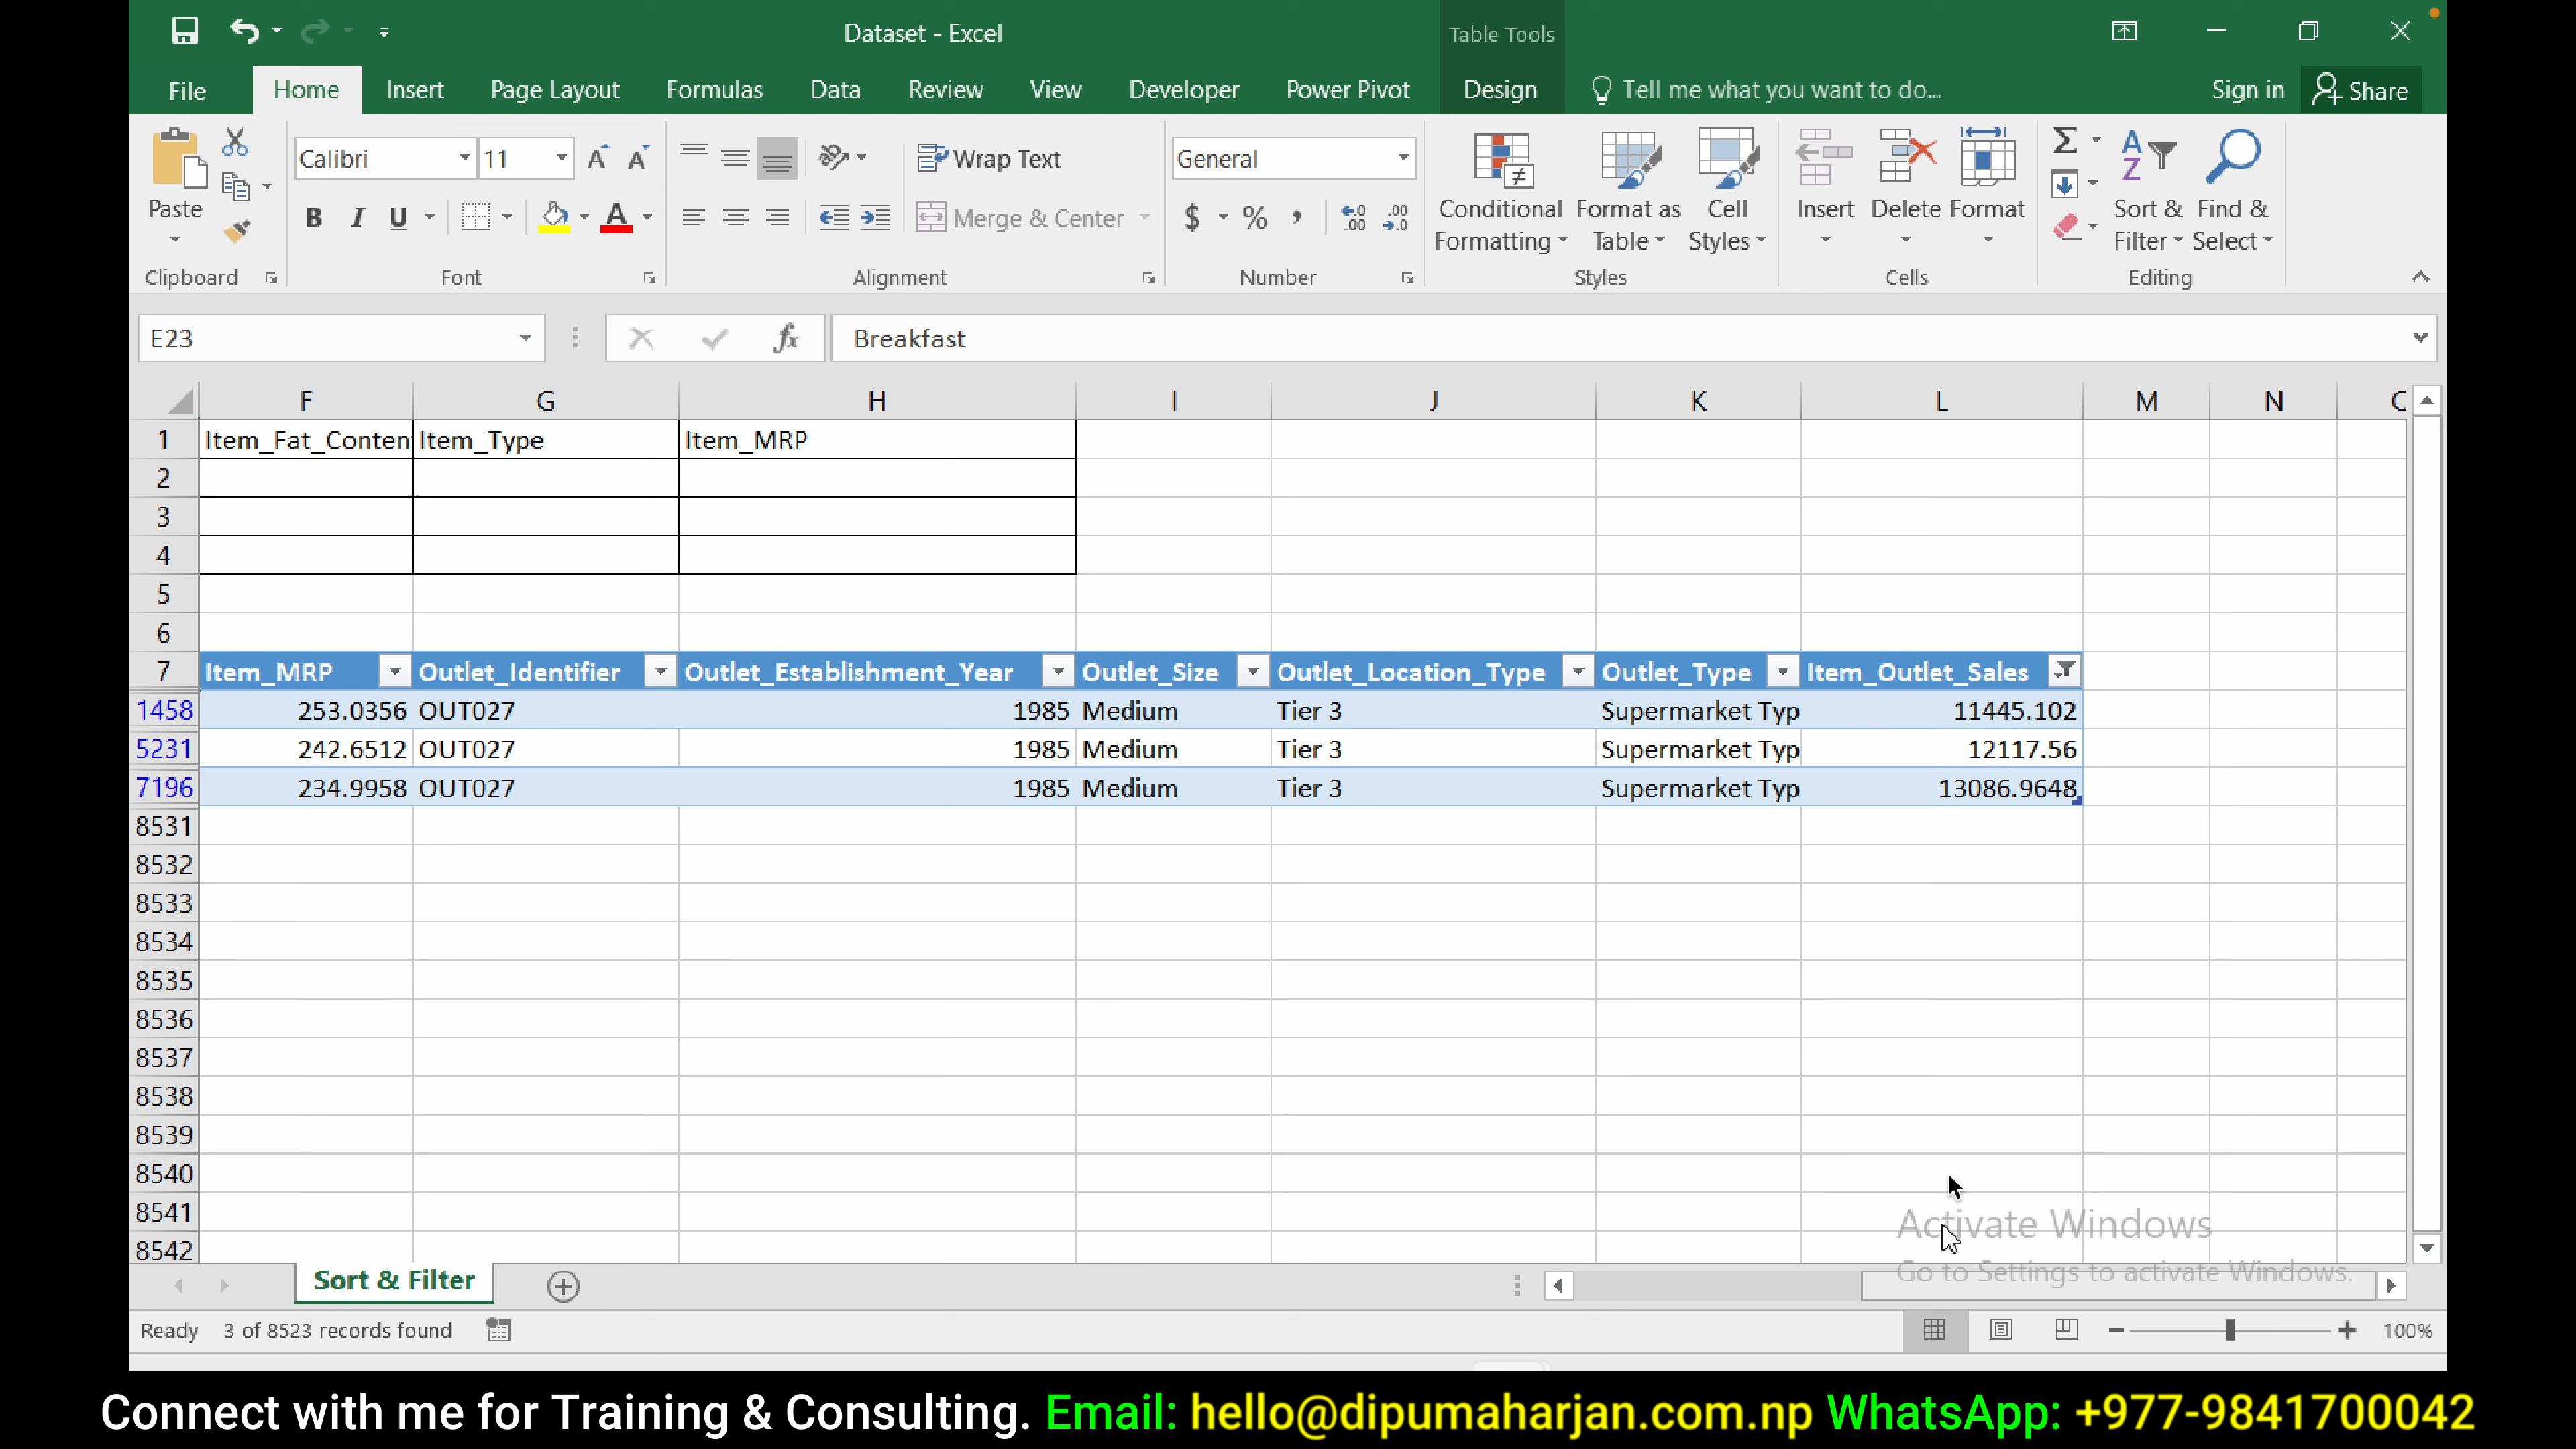 Dataset - Excel
Table Tools
File Home Insert Page Layout Formulas Data Review View Developer Power Pivot Design Tell me what you want to do... Sign in Share
Calibri 11 Wrap Text General
Paste B I U Merge & Center $ % , Conditional Formatting Format as Table Cell Styles Insert Delete Format Sort & Filter Find & Select
Clipboard Font Alignment Number Styles Cells Editing
E23 fx Breakfast
F G H I J K L M N C
1 Item_Fat_Conten Item_Type Item_MRP
2
3
4
5
6
7 Item_MRP Outlet_Identifier Outlet_Establishment_Year Outlet_Size Outlet_Location_Type Outlet_Type Item_Outlet_Sales
1458 253.0356 OUT027 1985 Medium Tier 3 Supermarket Typ 11445.102
5231 242.6512 OUT027 1985 Medium Tier 3 Supermarket Typ 12117.56
7196 234.9958 OUT027 1985 Medium Tier 3 Supermarket Typ 13086.9648
8531
8532
8533
8534
8535
8536
8537
8538
8539
8540
8541
8542
Activate Windows
Go to Settings to activate Windows.
Sort & Filter
Ready 3 of 8523 records found 100%
Connect with me for Training & Consulting. Email: hello@dipumaharjan.com.np WhatsApp: +977-9841700042